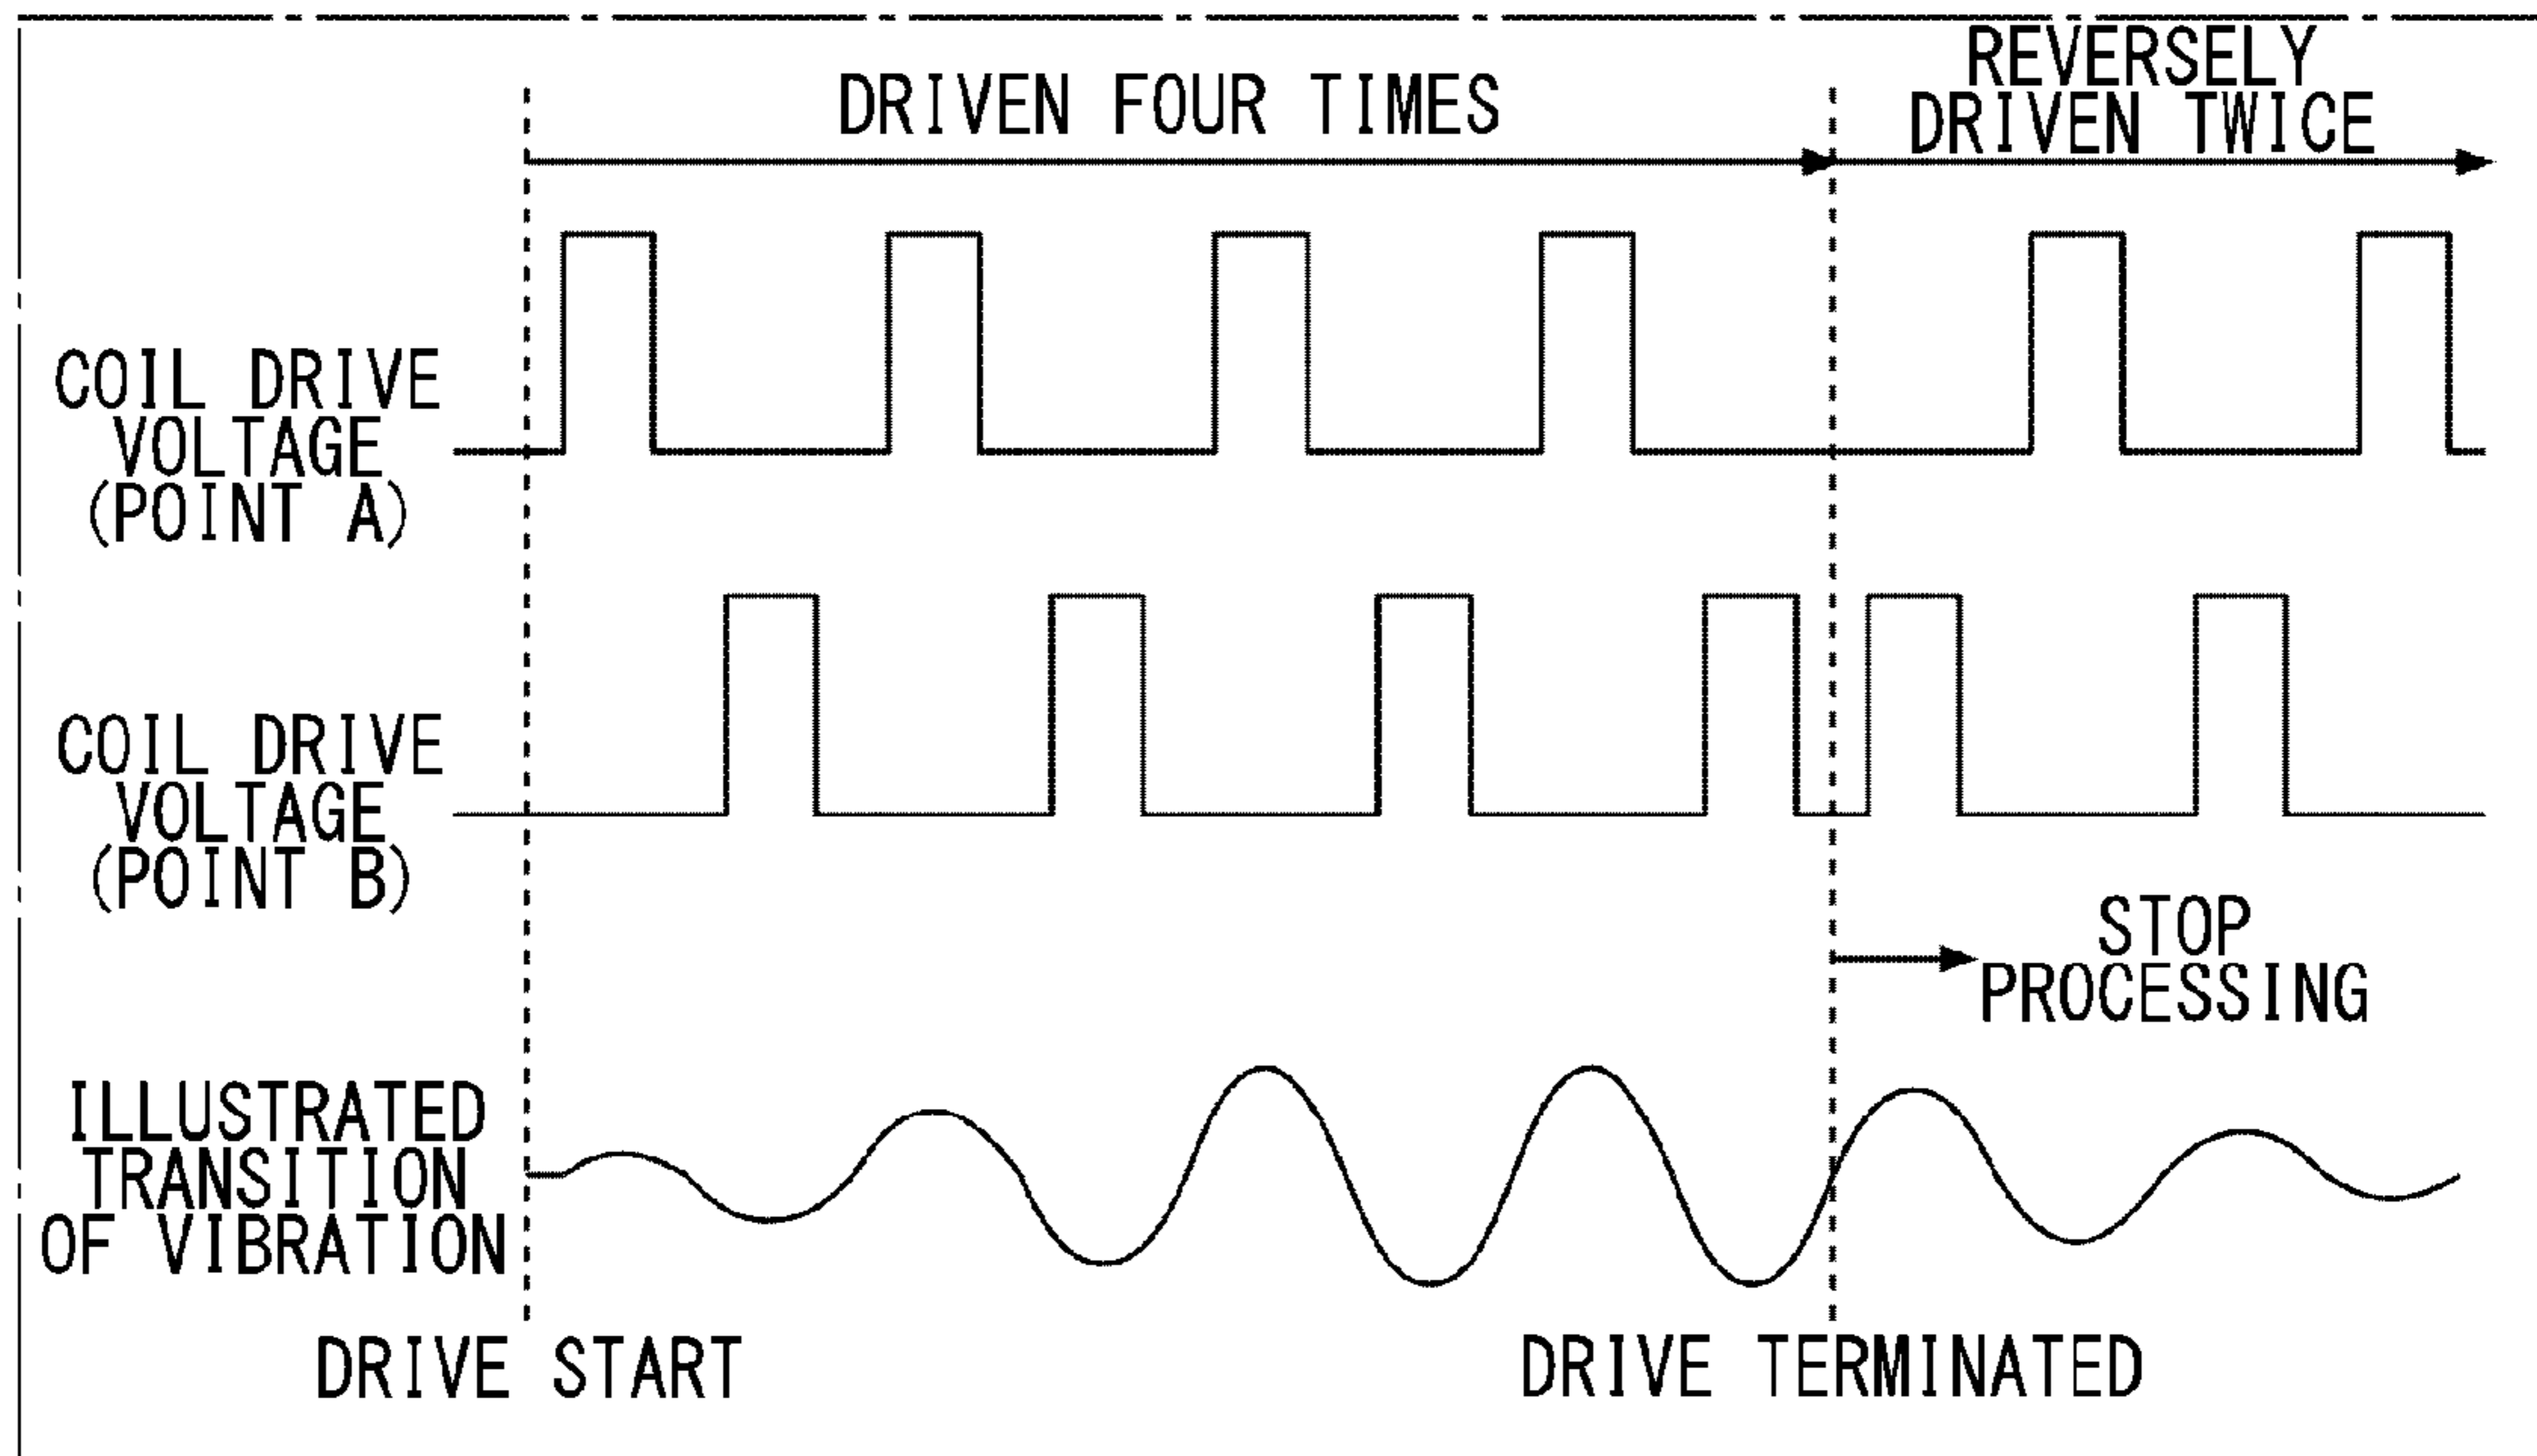 DRIVEN FOUR TIMES
REVERSELY
DRIVEN TWICE
COIL DRIVE
VOLTAGE
(POINT A)
COIL DRIVE
VOLTAGE
(POINT B)
STOP
PROCESSING
ILLUSTRATED
TRANSITION
OF VIBRATION
DRIVE START
DRIVE TERMINATED